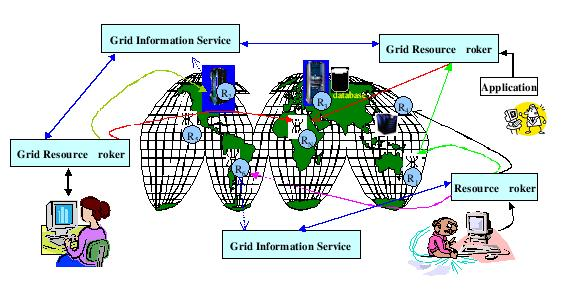 Grid Information Service
Grid Resource roker
database
Application
R
R
R
R
R
R
R
Grid Resource roker
Resource roker
Grid Information Service